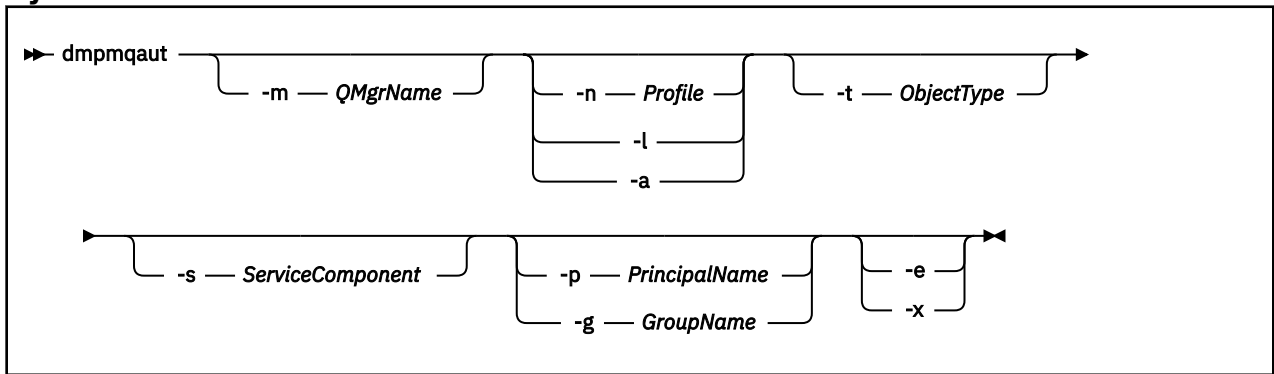 dmpmqaut
-m QMgrName
-n Profile
-l
-a
-t ObjectType
-s ServiceComponent
-p PrincipalName
-g GroupName
-e
-x